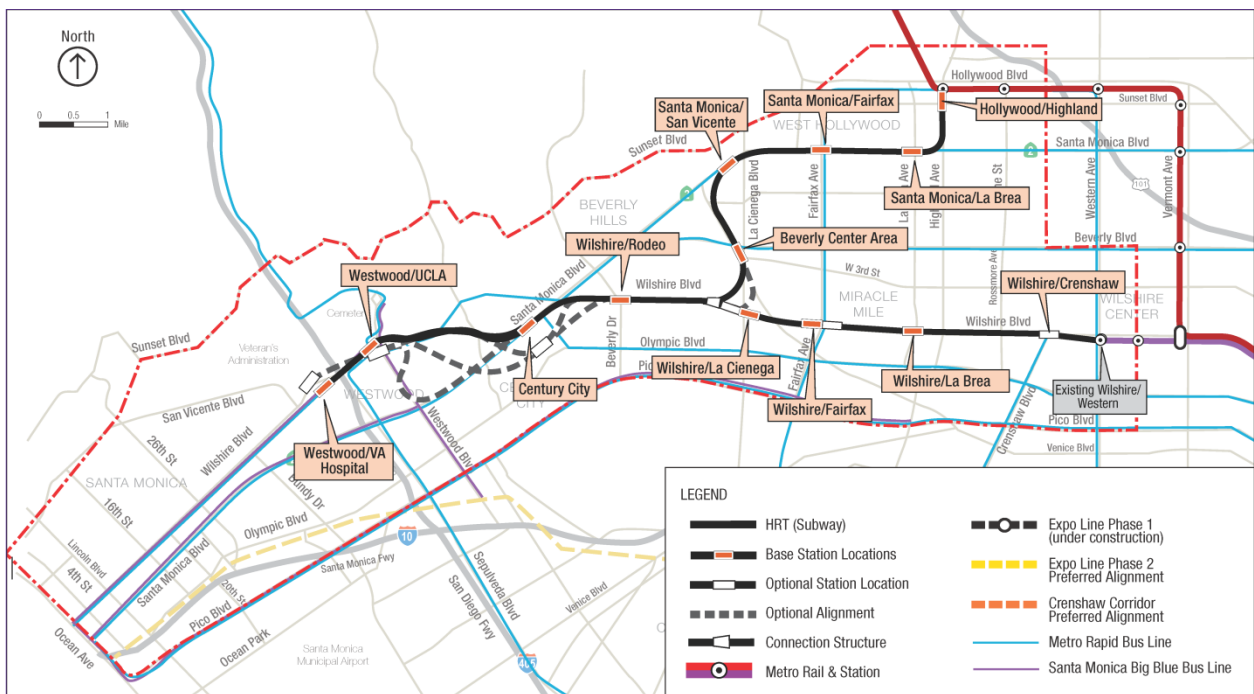 North
0 0.5 1
Mile
Hollywood Blvd
Sunset Blvd
Hollywood/Highland
Santa Monica/
San Vicente
Santa Monica/Fairfax
WEST HOLLYWOOD
Sunset Blvd
Santa Monica Blvd
2
2
101
Santa Monica/La Brea
La Cienega Blvd
Fairfax Ave
Western Ave
Vermont Ave
BEVERLY
HILLS
Beverly Center Area
Beverly Blvd
Wilshire/Rodeo
W 3rd St
Rossmore Ave
Westwood/UCLA
Santa Monica Blvd
Wilshire Blvd
MIRACLE
MILE
Wilshire/Crenshaw
WILSHIRE
CENTER
Wilshire Blvd
Veteran's
Administration
Sunset Blvd
Beverly Dr
Olympic Blvd
Wilshire/La Cienega
Fairfax Ave
Wilshire/La Brea
Century City
Wilshire/Fairfax
Existing Wilshire/
Western
WESTWOOD
Westwood Blvd
Crenshaw Blvd
Pico Blvd
Venice Blvd
San Vicente Blvd
26th St
Wilshire Blvd
Westwood/VA
Hospital
SANTA MONICA
16th St
Bundy Dr
Olympic Blvd
10
Santa Monica Fwy
Lincoln Blvd
4th St
Santa Monica Blvd
20th St
Pico Blvd
Ocean Park
Ocean Ave
Santa Monica
Municipal Airport
Sepulveda Blvd
San Diego Fwy
Venice Blvd
405
LEGEND
HRT (Subway)
Base Station Locations
Optional Station Location
Optional Alignment
Connection Structure
Metro Rail & Station
Expo Line Phase 1
(under construction)
Expo Line Phase 2
Preferred Alignment
Crenshaw Corridor
Preferred Alignment
Metro Rapid Bus Line
Santa Monica Big Blue Bus Line